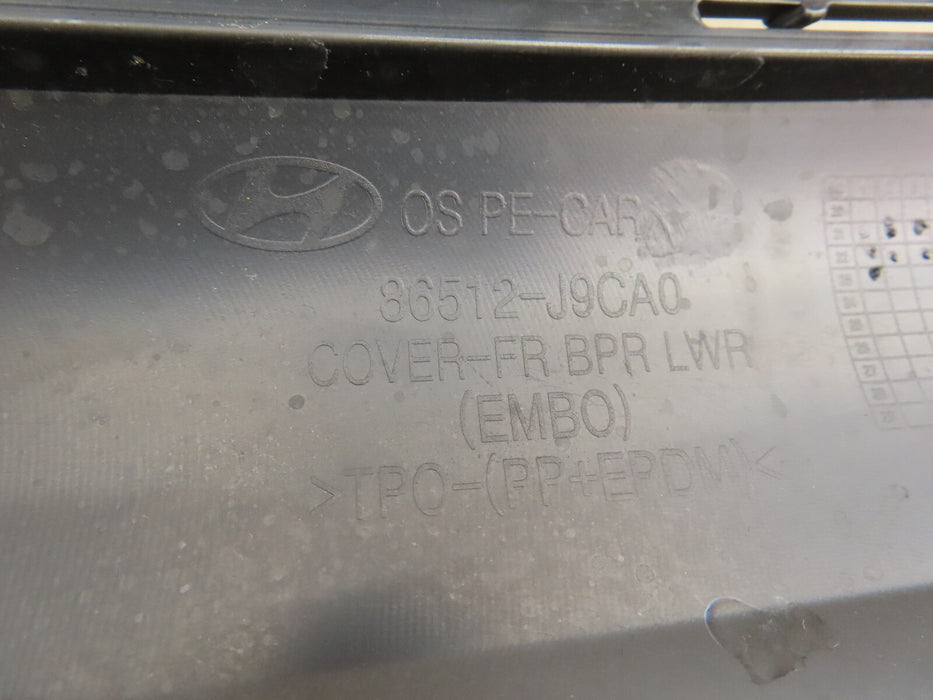 OS PE-CAR
86512-J9CA0
COVER-FR BPR LWR
(EMBO)
>TPO-(PP+EPDM)<